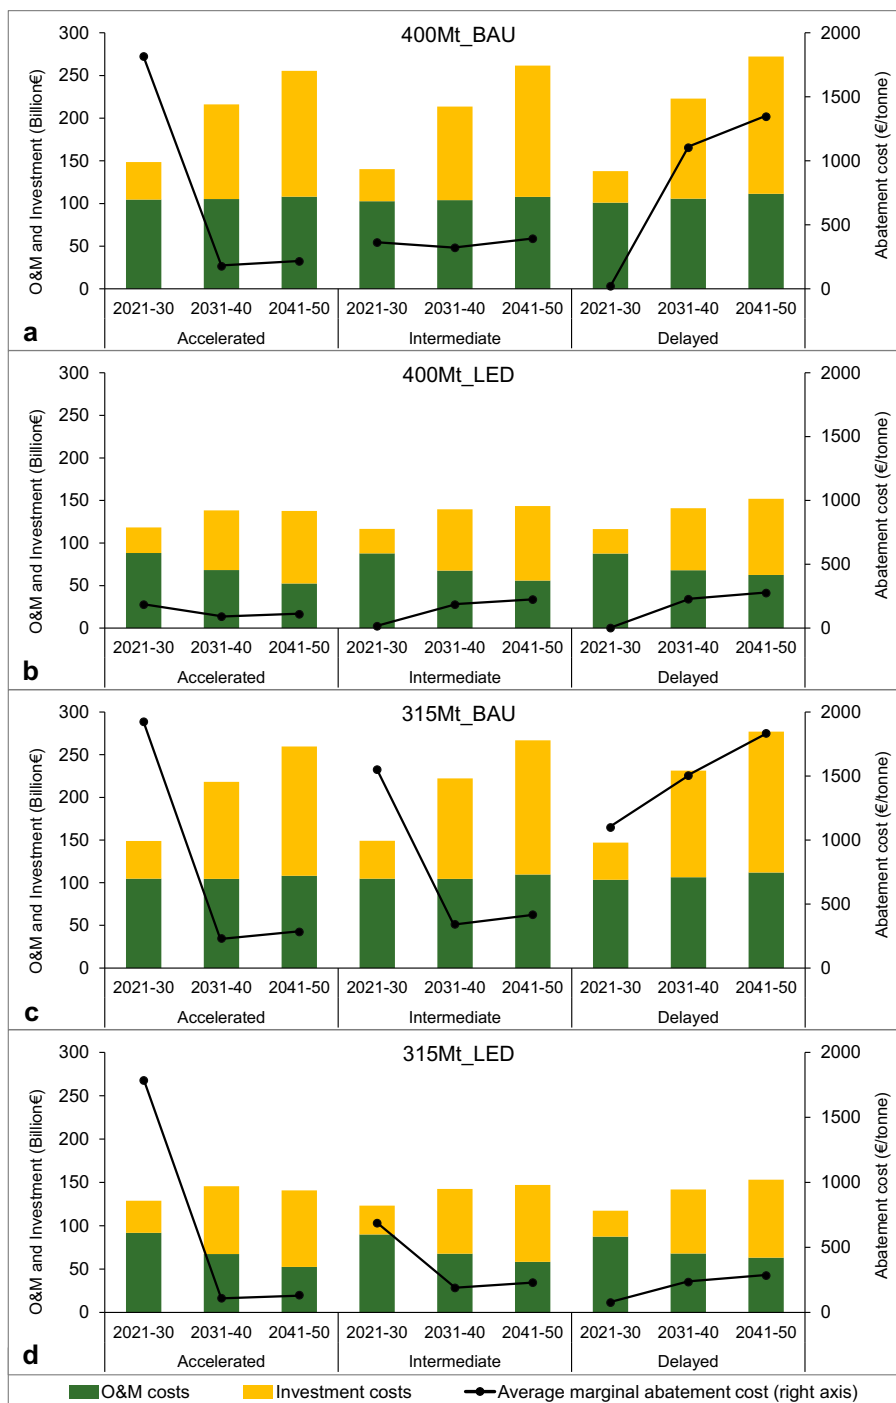 400Mt_BAU
O&M and Investment (Billion€)
Abatement cost (€/tonne)
300
250
200
150
100
50
0
2000
1500
1000
500
0
2021-30 2031-40 2041-50 2021-30 2031-40 2041-50 2021-30 2031-40 2041-50
Accelerated Intermediate Delayed
a
400Mt_LED
O&M and Investment (Billion€)
Abatement cost (€/tonne)
300
250
200
150
100
50
0
2000
1500
1000
500
0
2021-30 2031-40 2041-50 2021-30 2031-40 2041-50 2021-30 2031-40 2041-50
Accelerated Intermediate Delayed
b
315Mt_BAU
O&M and Investment (Billion€)
Abatement cost (€/tonne)
300
250
200
150
100
50
0
2000
1500
1000
500
0
2021-30 2031-40 2041-50 2021-30 2031-40 2041-50 2021-30 2031-40 2041-50
Accelerated Intermediate Delayed
c
315Mt_LED
O&M and Investment (Billion€)
Abatement cost (€/tonne)
300
250
200
150
100
50
0
2000
1500
1000
500
0
2021-30 2031-40 2041-50 2021-30 2031-40 2041-50 2021-30 2031-40 2041-50
Accelerated Intermediate Delayed
d
O&M costs Investment costs Average marginal abatement cost (right axis)